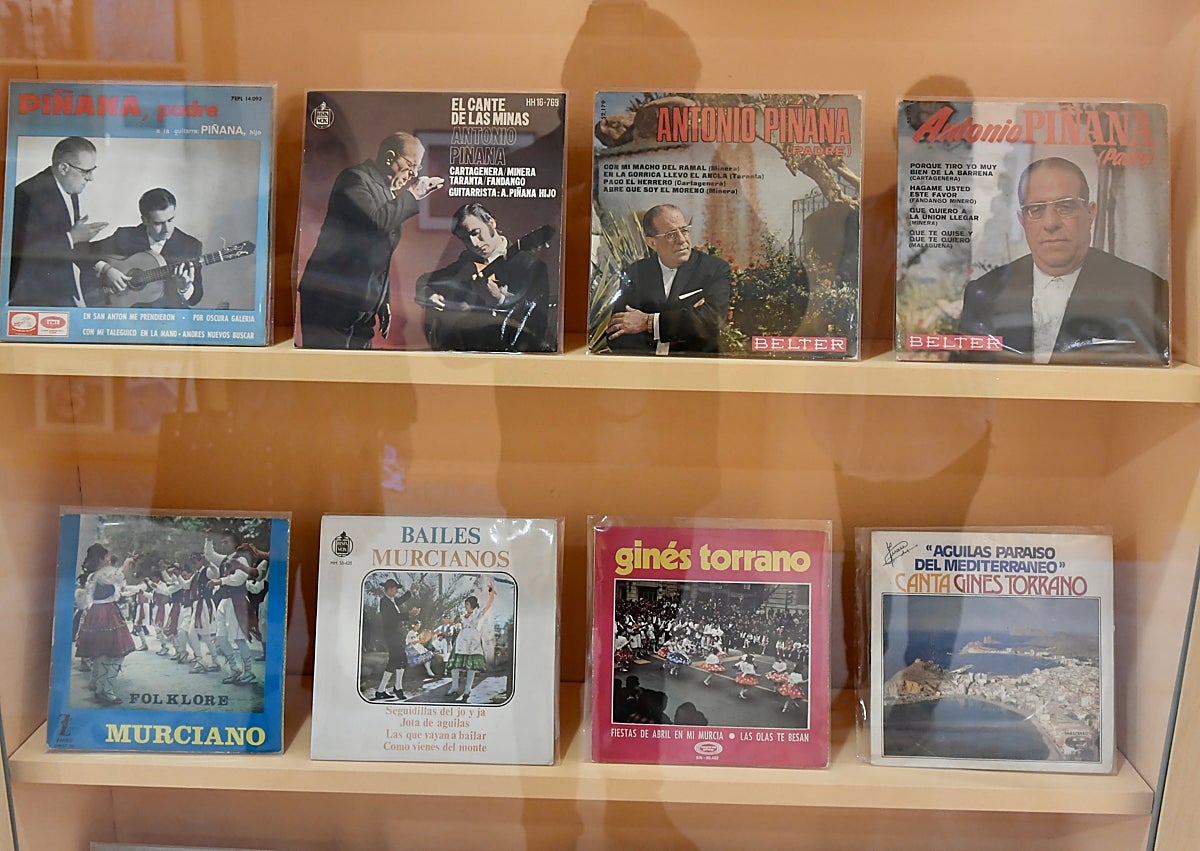 PIÑANA, padre
7EPL 14.093
a la guitarra: PIÑANA, hijo
EMI
EN SAN ANTON ME PRENDIERON • POR OSCURA GALERIA
CON MI TALEGUICO EN LA MANO • AMORES NUEVOS BUSCAR
EL CANTE
DE LAS MINAS
HH 16-769
ANTONIO
PIÑANA
CARTAGENERA/MINERA
TARANTA/FANDANGO
GUITARRISTA: A. PIÑANA HIJO
ANTONIO PIÑANA
(PADRE)
CON MI MACHO DEL RAMAL (Minera)
EN LA GORRICA LLEVO EL ANCLA (Taranta)
PACO EL HERRERO (Cartagenera)
ABRE QUE SOY EL MORENO (Minera)
BELTER
Antonio PIÑANA
(Padre)
PORQUE TIRO YO MUY
BIEN DE LA BARRENA
(CARTAGENERA)
HAGAME USTED
ESTE FAVOR
(FANDANGO MINERO)
QUE QUIERO A
LA UNION LLEGAR
(MINERA)
QUE TE QUISE Y
QUE TE QUIERO
(MALAGUEÑA)
BELTER
FOLKLORE
MURCIANO
BAILES
MURCIANOS
Seguidillas del jo y ja
Jota de aguilas
Las que vayan a bailar
Como vienes del monte
ginés torrano
FIESTAS DE ABRIL EN MI MURCIA • LAS OLAS TE BESAN
«AGUILAS PARAISO
DEL MEDITERRANEO»
CANTA GINES TORRANO